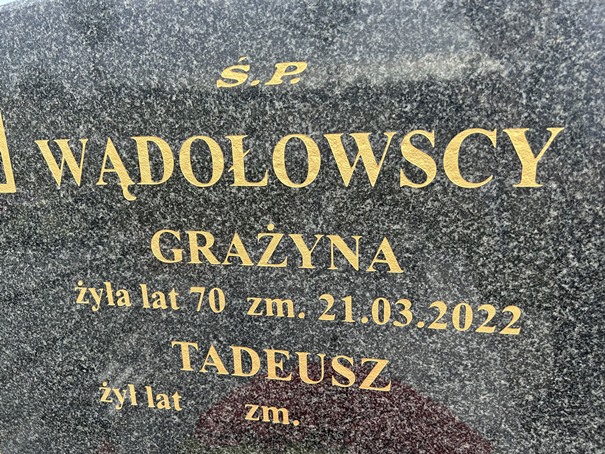 Ś.P.
WĄDOŁOWSCY
GRAŻYNA
żyła lat 70 zm. 21.03.2022
TADEUSZ
żył lat zm.